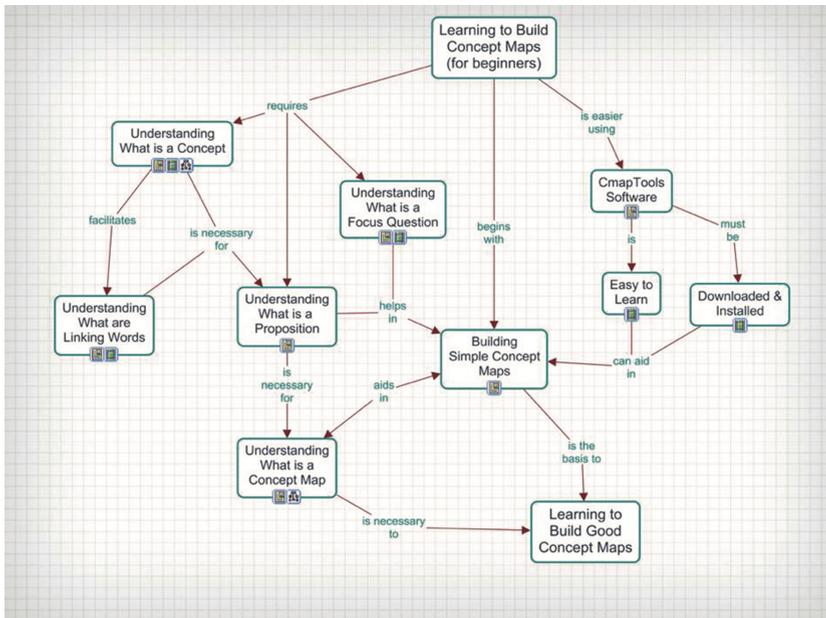 Learning to Build
Concept Maps
(for beginners)
requires
is easier
using
Understanding
What is a Concept
Understanding
What is a
Focus Question
CmapTools
Software
facilitates
is necessary
for
begins
with
is
must
be
Understanding
What are
Linking Words
Understanding
What is a
Proposition
helps
in
Easy to
Learn
Downloaded &
Installed
Building
Simple Concept
Maps
can aid
in
is
necessary
for
aids
in
Understanding
What is a
Concept Map
is the
basis to
is necessary
to
Learning to
Build Good
Concept Maps